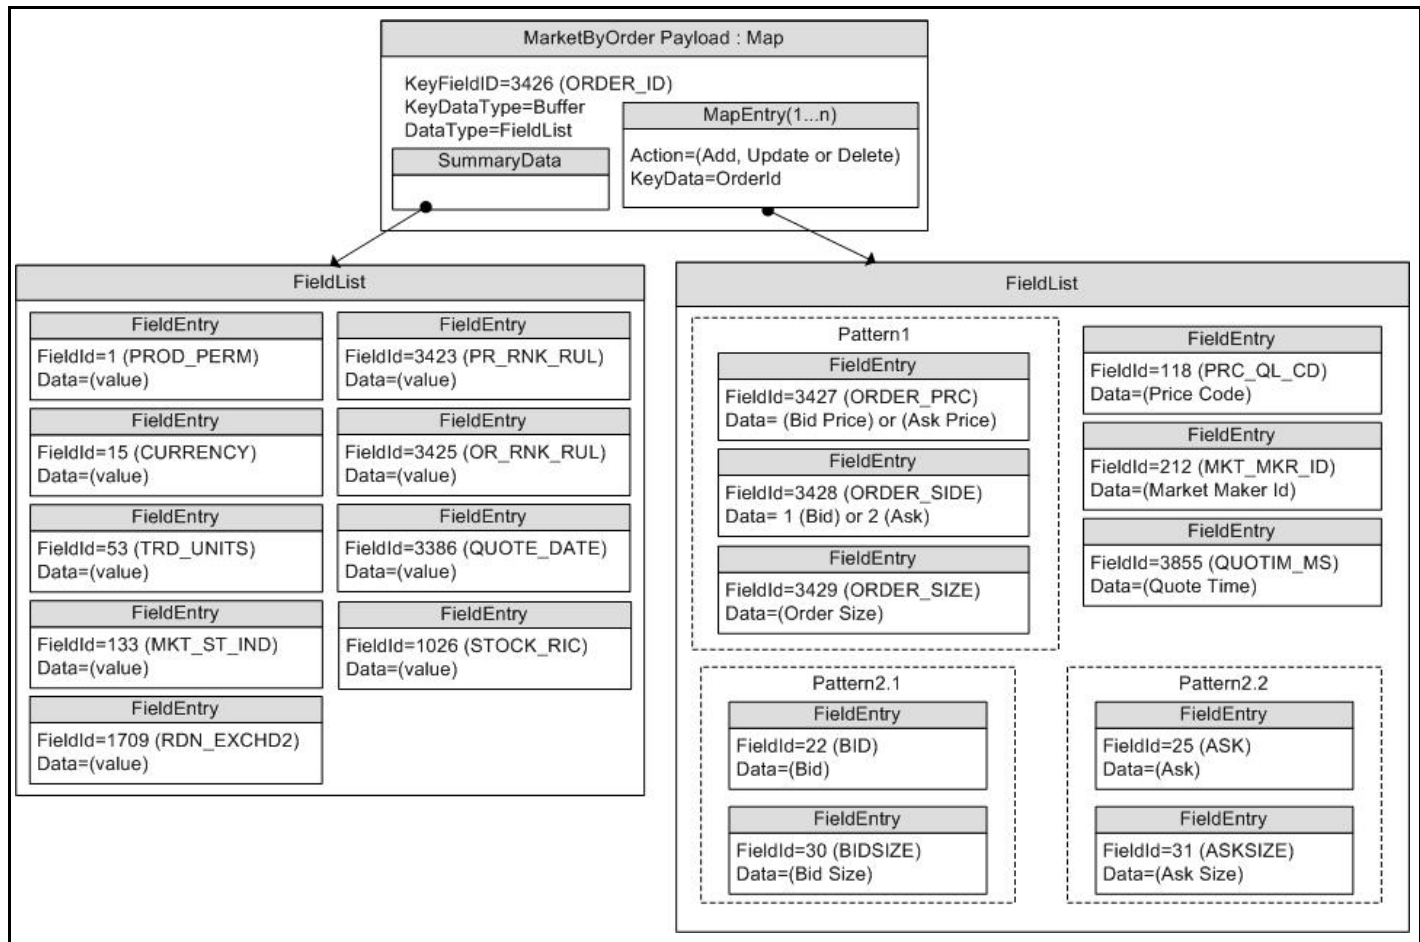 MarketByOrder Payload : Map
KeyFieldID=3426 (ORDER_ID)
KeyDataType=Buffer
DataType=FieldList
SummaryData
MapEntry(1...n)
Action=(Add, Update or Delete)
KeyData=OrderId
FieldList
FieldEntry
FieldId=1 (PROD_PERM)
Data=(value)
FieldEntry
FieldId=3423 (PR_RNK_RUL)
Data=(value)
FieldEntry
FieldId=15 (CURRENCY)
Data=(value)
FieldEntry
FieldId=3425 (OR_RNK_RUL)
Data=(value)
FieldEntry
FieldId=53 (TRD_UNITS)
Data=(value)
FieldEntry
FieldId=3386 (QUOTE_DATE)
Data=(value)
FieldEntry
FieldId=133 (MKT_ST_IND)
Data=(value)
FieldEntry
FieldId=1026 (STOCK_RIC)
Data=(value)
FieldEntry
FieldId=1709 (RDN_EXCHD2)
Data=(value)
FieldList
Pattern1
FieldEntry
FieldId=3427 (ORDER_PRC)
Data= (Bid Price) or (Ask Price)
FieldEntry
FieldId=3428 (ORDER_SIDE)
Data= 1 (Bid) or 2 (Ask)
FieldEntry
FieldId=3429 (ORDER_SIZE)
Data=(Order Size)
FieldEntry
FieldId=118 (PRC_QL_CD)
Data=(Price Code)
FieldEntry
FieldId=212 (MKT_MKR_ID)
Data=(Market Maker Id)
FieldEntry
FieldId=3855 (QUOTIM_MS)
Data=(Quote Time)
Pattern2.1
FieldEntry
FieldId=22 (BID)
Data=(Bid)
FieldEntry
FieldId=30 (BIDSIZE)
Data=(Bid Size)
Pattern2.2
FieldEntry
FieldId=25 (ASK)
Data=(Ask)
FieldEntry
FieldId=31 (ASKSIZE)
Data=(Ask Size)